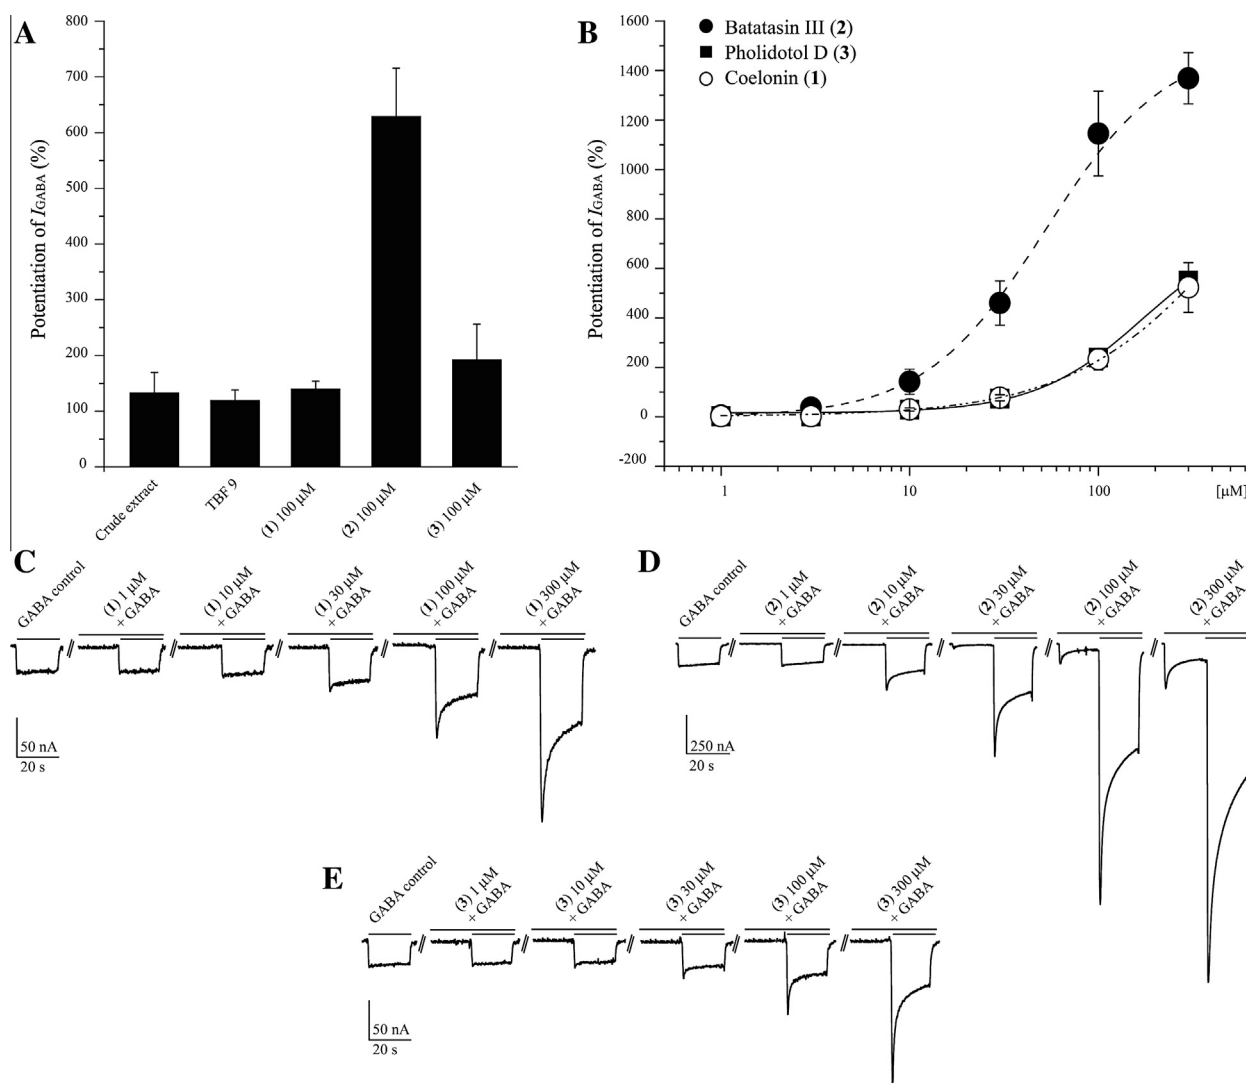 A
800
700
600
500
400
300
200
100
0
Potentiation of IGABA (%)
Crude extract
TBF 9
(1) 100 µM
(2) 100 µM
(3) 100 µM
B
1600
1400
1200
1000
800
600
400
200
0
-200
Potentiation of IGABA (%)
Batatasin III (2)
Pholidotol D (3)
Coelonin (1)
1
10
100
[µM]
C
GABA control
(1) 1 µM
+ GABA
(1) 10 µM
+ GABA
(1) 30 µM
+ GABA
(1) 100 µM
+ GABA
(1) 300 µM
+ GABA
50 nA
20 s
D
GABA control
(2) 1 µM
+ GABA
(2) 10 µM
+ GABA
(2) 30 µM
+ GABA
(2) 100 µM
+ GABA
(2) 300 µM
+ GABA
250 nA
20 s
E
GABA control
(3) 1 µM
+ GABA
(3) 10 µM
+ GABA
(3) 30 µM
+ GABA
(3) 100 µM
+ GABA
(3) 300 µM
+ GABA
50 nA
20 s